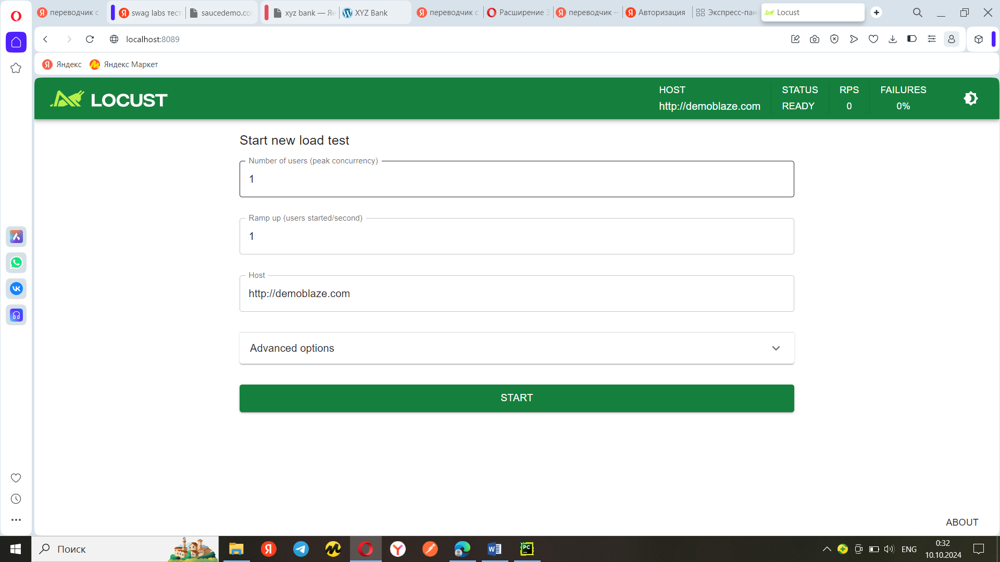 переводчик с
swag labs тест
saucedemo.co
xyz bank — Ян
XYZ Bank
переводчик с
Расширение З
переводчик —
Авторизация
Экспресс-пан
Locust
localhost:8089
Яндекс
Яндекс Маркет
LOCUST
HOST
http://demoblaze.com
STATUS
READY
RPS
0
FAILURES
0%
Start new load test
Number of users (peak concurrency)
1
Ramp up (users started/second)
1
Host
http://demoblaze.com
Advanced options
START
ABOUT
Поиск
ENG
0:32
10.10.2024